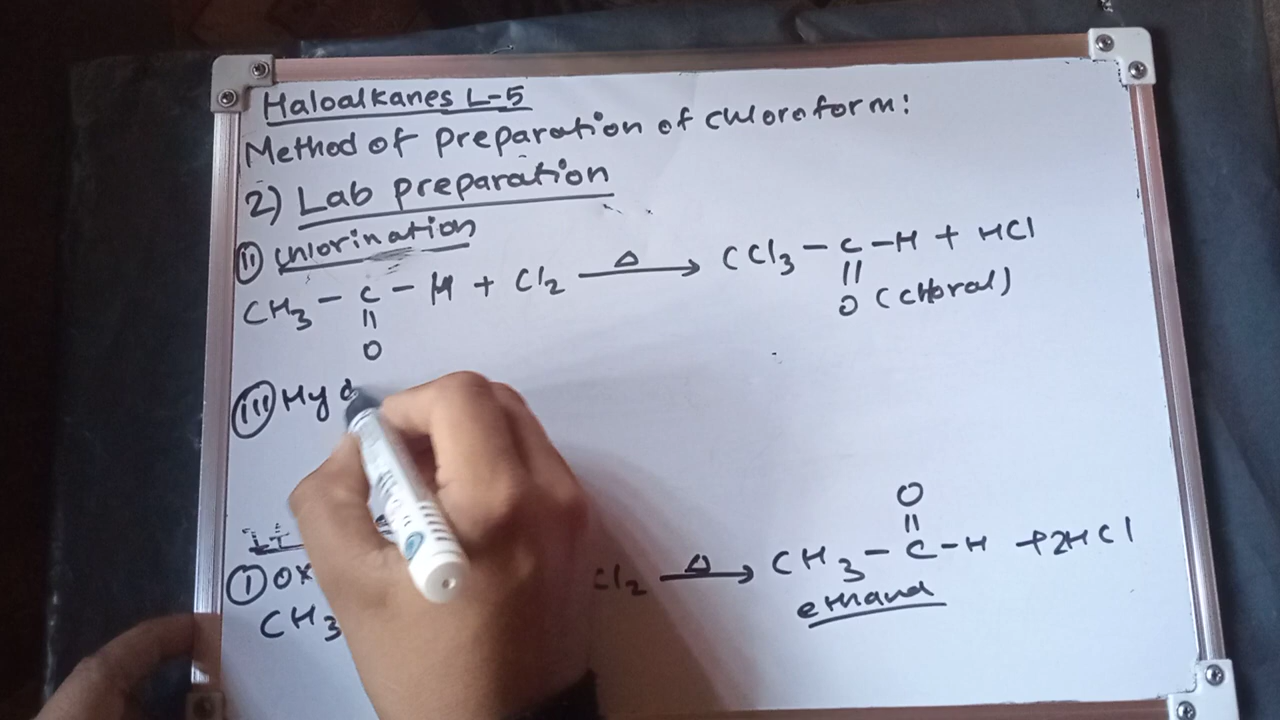 Haloalkanes L-5
Method of preparation of chloroform:
2) Lab preparation
(II) chlorination
CH3 - C - H + Cl2 —Δ→ CCl3 - C - H + HCl
||
O
||
O (Chloral)
(III) Hyd
O
||
(I) ox
Cl2 —Δ→ CH3 - C - H + 2HCl
CH3
ethanal